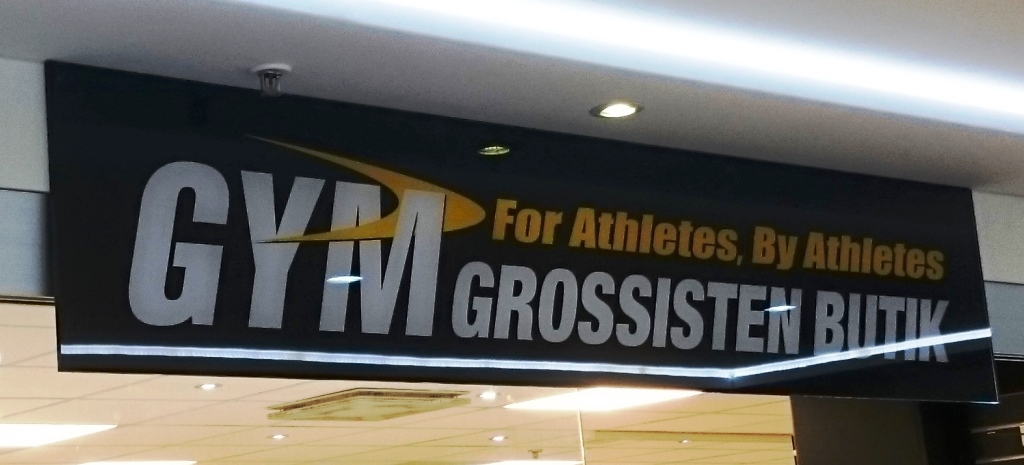 GYM
For Athletes, By Athletes
GROSSISTEN BUTIK